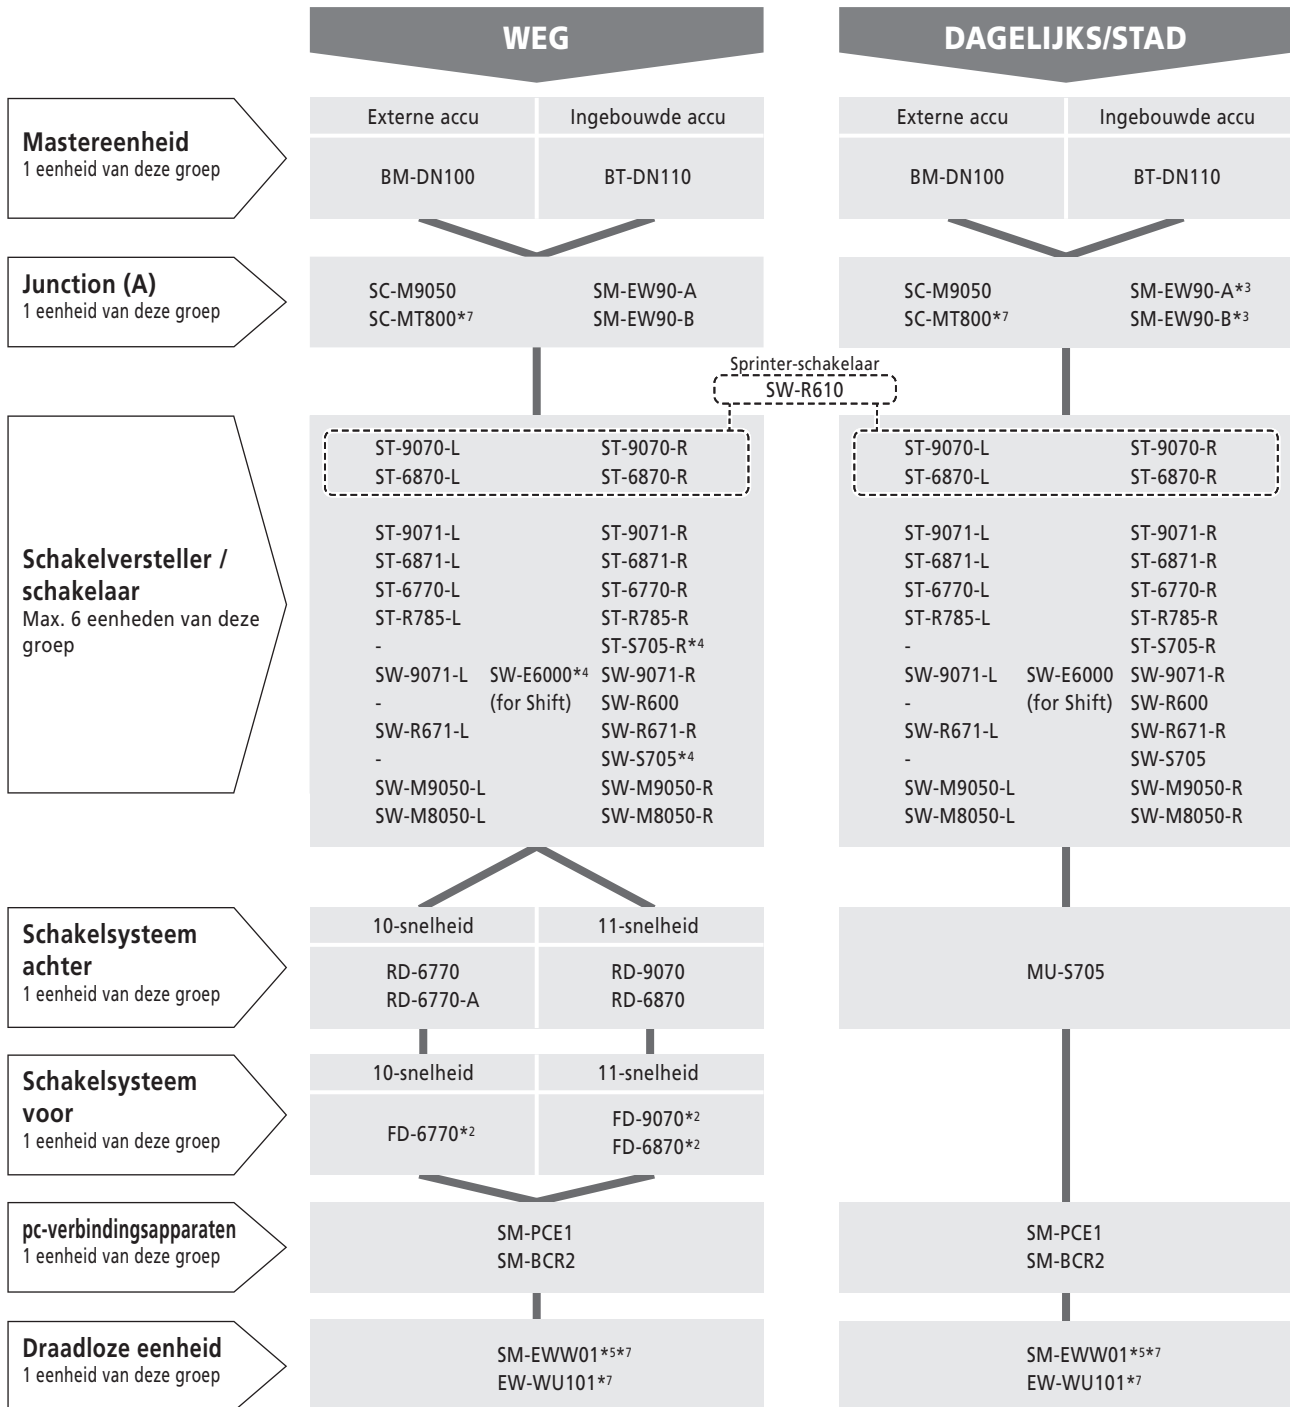 WEG
DAGELIJKS/STAD
Mastereenheid
1 eenheid van deze groep
Externe accu
Ingebouwde accu
BM-DN100
BT-DN110
Externe accu
Ingebouwde accu
BM-DN100
BT-DN110
Junction (A)
1 eenheid van deze groep
SC-M9050
SM-EW90-A
SC-MT800*7
SM-EW90-B
SC-M9050
SM-EW90-A*3
SC-MT800*7
SM-EW90-B*3
Sprinter-schakelaar
SW-R610
Schakelversteller /
schakelaar
Max. 6 eenheden van deze
groep
ST-9070-L
ST-9070-R
ST-6870-L
ST-6870-R
ST-9071-L
ST-9071-R
ST-6871-L
ST-6871-R
ST-6770-L
ST-6770-R
ST-R785-L
ST-R785-R
-
ST-S705-R*4
SW-9071-L
SW-E6000*4
SW-9071-R
-
(for Shift)
SW-R600
SW-R671-L
SW-R671-R
-
SW-S705*4
SW-M9050-L
SW-M9050-R
SW-M8050-L
SW-M8050-R
ST-9070-L
ST-9070-R
ST-6870-L
ST-6870-R
ST-9071-L
ST-9071-R
ST-6871-L
ST-6871-R
ST-6770-L
ST-6770-R
ST-R785-L
ST-R785-R
-
ST-S705-R
SW-9071-L
SW-E6000
SW-9071-R
-
(for Shift)
SW-R600
SW-R671-L
SW-R671-R
-
SW-S705
SW-M9050-L
SW-M9050-R
SW-M8050-L
SW-M8050-R
Schakelsysteem
achter
1 eenheid van deze groep
10-snelheid
11-snelheid
RD-6770
RD-9070
RD-6770-A
RD-6870
MU-S705
Schakelsysteem
voor
1 eenheid van deze groep
10-snelheid
11-snelheid
FD-6770*2
FD-9070*2
FD-6870*2
pc-verbindingsapparaten
1 eenheid van deze groep
SM-PCE1
SM-BCR2
SM-PCE1
SM-BCR2
Draadloze eenheid
1 eenheid van deze groep
SM-EWW01*5*7
EW-WU101*7
SM-EWW01*5*7
EW-WU101*7